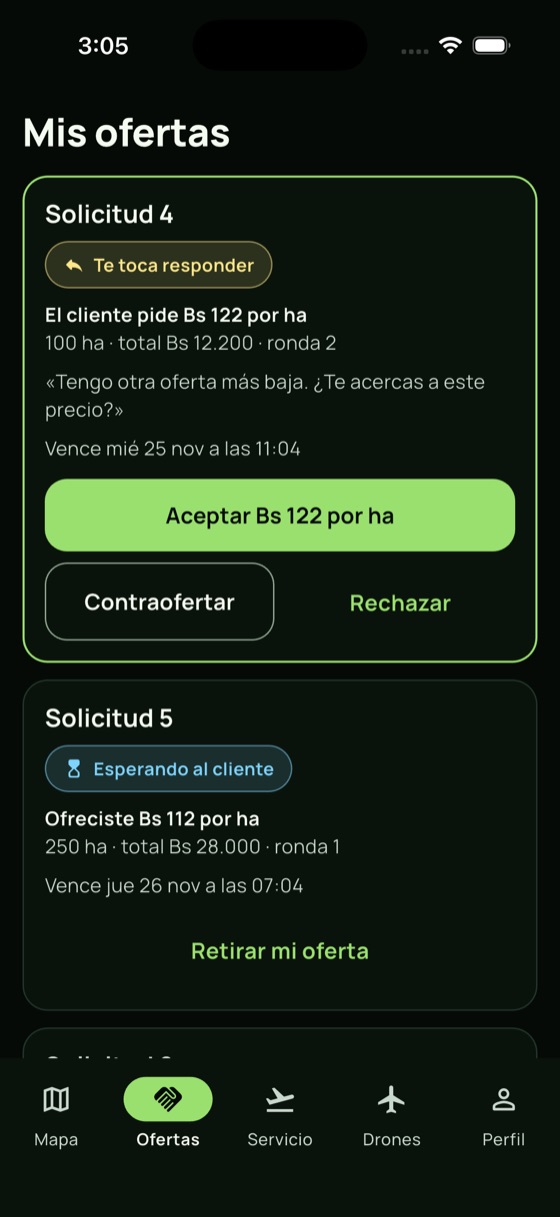 3:05
Mis ofertas
Solicitud 4
Te toca responder
El cliente pide Bs 122 por ha
100 ha · total Bs 12.200 · ronda 2
«Tengo otra oferta más baja. ¿Te acercas a este
precio?»
Vence mié 25 nov a las 11:04
Aceptar Bs 122 por ha
Contraofertar
Rechazar
Solicitud 5
Esperando al cliente
Ofreciste Bs 112 por ha
250 ha · total Bs 28.000 · ronda 1
Vence jue 26 nov a las 07:04
Retirar mi oferta
Mapa
Ofertas
Servicio
Drones
Perfil